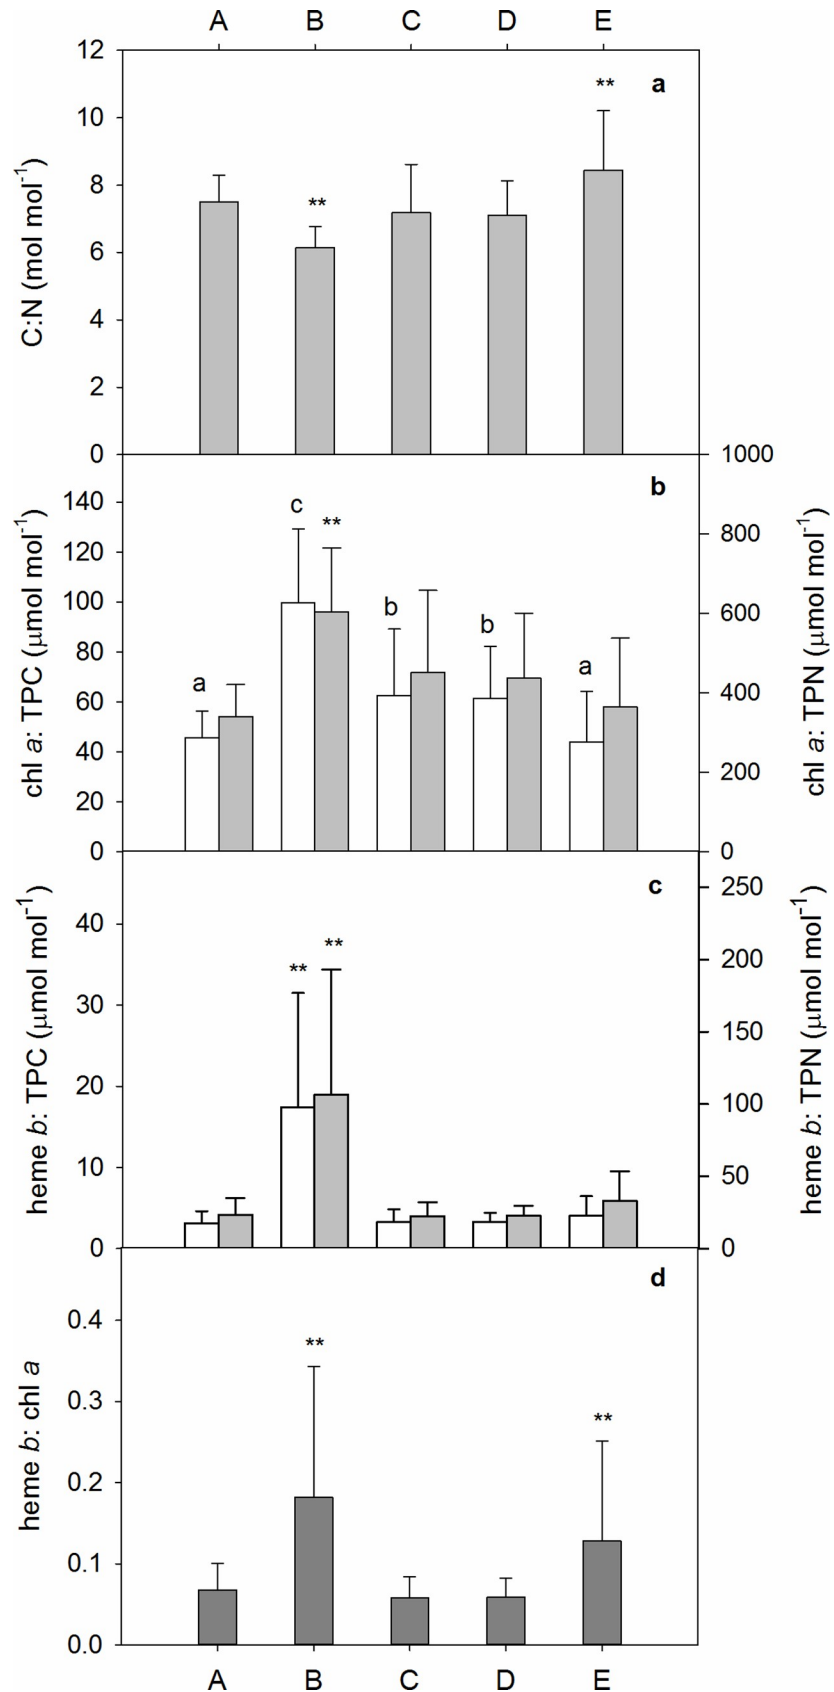 A B C D E
12
a
**
10
8
**
6
4
2
0
C:N (mol mol⁻¹)
1000
b
140
c
**
120
800
100
b
b
600
80
a
a
60
400
40
200
20
0
0
chl a: TPC (μmol mol⁻¹)
chl a: TPN (μmol mol⁻¹)
c
250
40
**
**
200
30
150
20
100
10
50
0
0
heme b: TPC (μmol mol⁻¹)
heme b: TPN (μmol mol⁻¹)
d
0.4
**
0.3
**
0.2
0.1
0.0
heme b: chl a
A B C D E